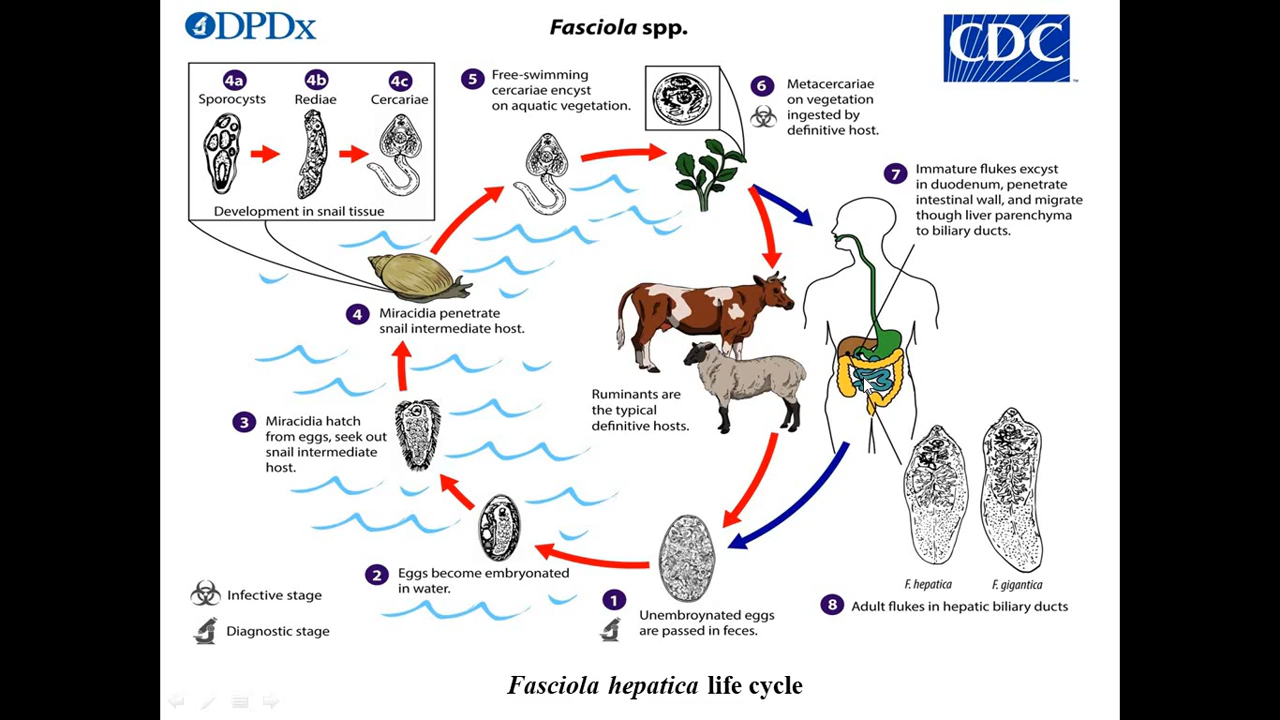 DPDx
Fasciola spp.
CDC
4a
4b
4c
Sporocysts
Rediae
Cercariae
Development in snail tissue
5
Free-swimming
cercariae encyst
on aquatic vegetation.
6
Metacercariae
on vegetation
ingested by
definitive host.
7
Immature flukes excyst
in duodenum, penetrate
intestinal wall, and migrate
though liver parenchyma
to biliary ducts.
4
Miracidia penetrate
snail intermediate host.
Ruminants are
the typical
definitive hosts.
3
Miracidia hatch
from eggs, seek out
snail intermediate
host.
F. hepatica
F. gigantica
2
Eggs become embryonated
in water.
1
Unembroynated eggs
are passed in feces.
8
Adult flukes in hepatic biliary ducts
Infective stage
Diagnostic stage
Fasciola hepatica life cycle